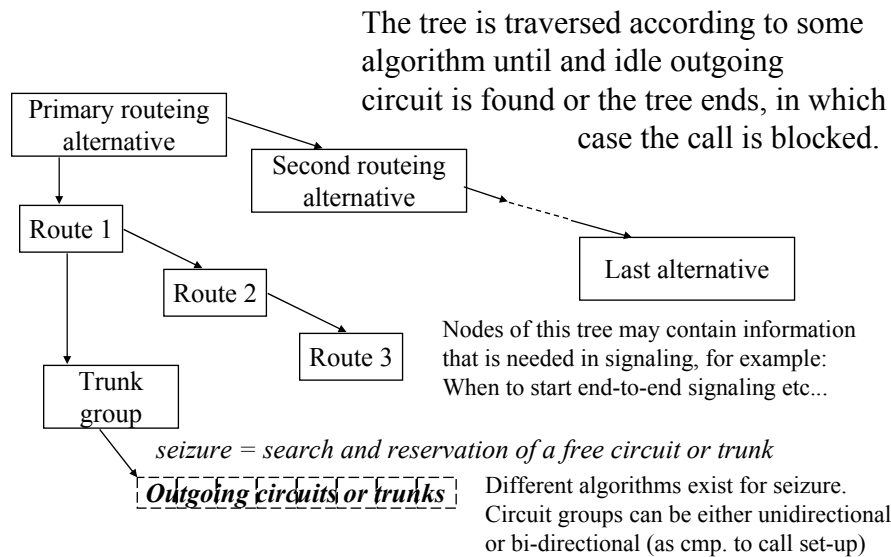 The tree is traversed according to some
algorithm until and idle outgoing
circuit is found or the tree ends, in which
case the call is blocked.
Primary routeing
alternative
Second routeing
alternative
Route 1
Last alternative
Route 2
Route 3
Nodes of this tree may contain information
that is needed in signaling, for example:
When to start end-to-end signaling etc...
Trunk
group
seizure = search and reservation of a free circuit or trunk
Outgoing circuits or trunks
Different algorithms exist for seizure.
Circuit groups can be either unidirectional
or bi-directional (as cmp. to call set-up)